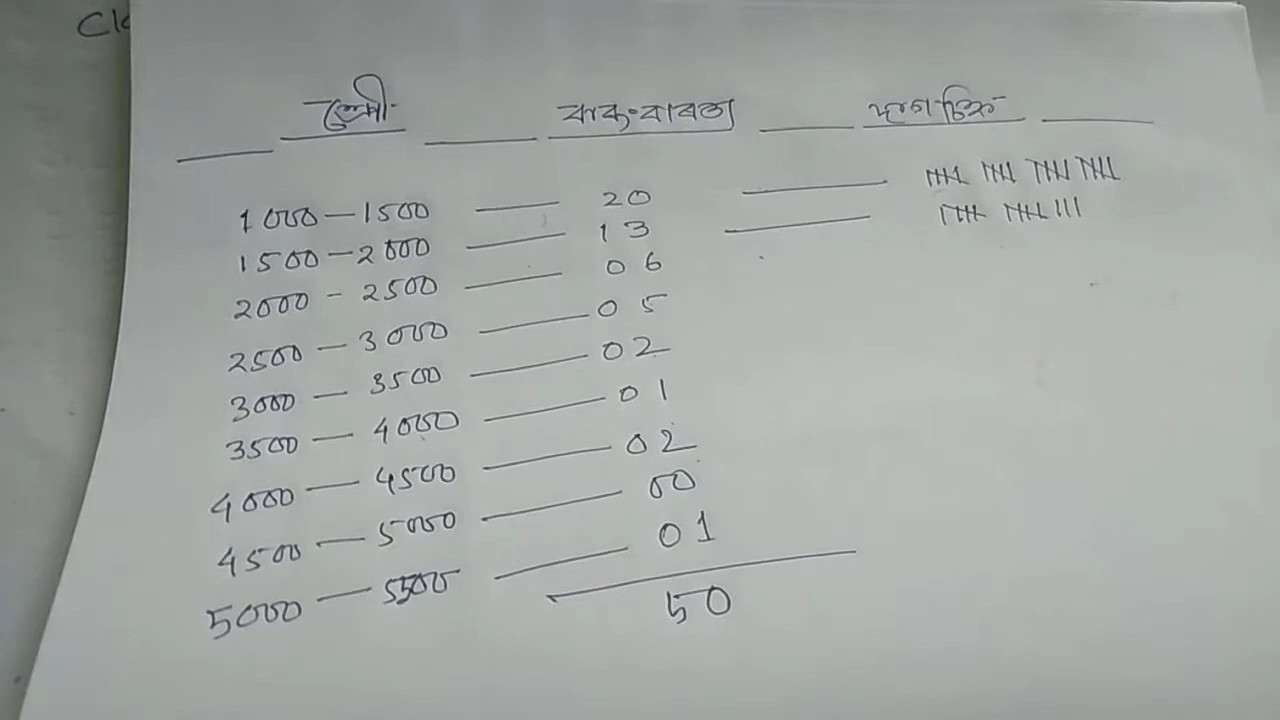 শ্ৰেণী বাৰংবাৰতা দাগ চিহ্ন
1000 — 1500 — 20 —
1500 — 2000 — 13 —
2000 - 2500 — 06
2500 — 3000 — 05
3000 — 3500 — 02
3500 — 4000 — 01
4000 — 4500 — 02
4500 — 5000 — 00
5000 — 5500 — 01
50